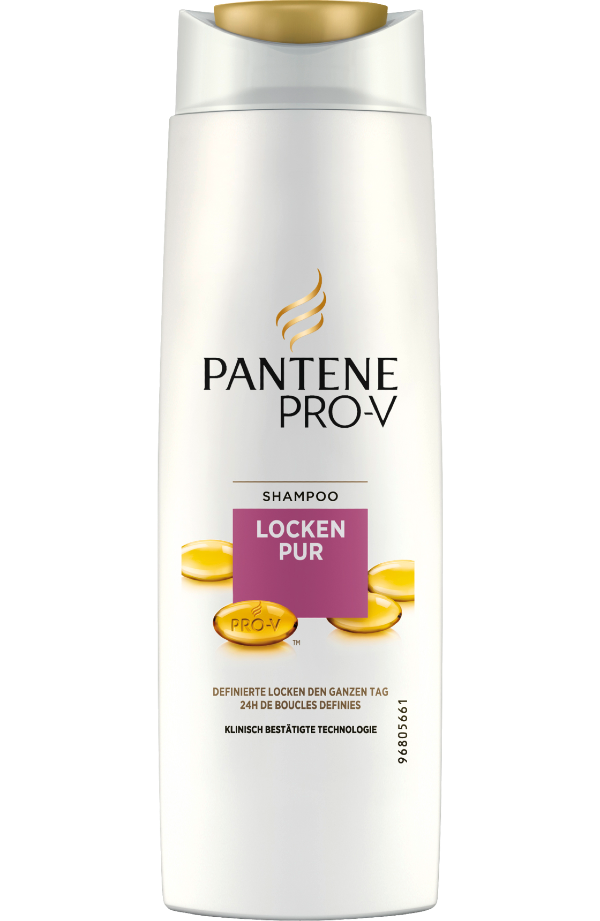 PANTENE
PRO-V
SHAMPOO
LOCKEN
PUR
PRO-V
TM
DEFINIERTE LOCKEN DEN GANZEN TAG
24H DE BOUCLES DEFINIES
KLINISCH BESTÄTIGTE TECHNOLOGIE
96805661